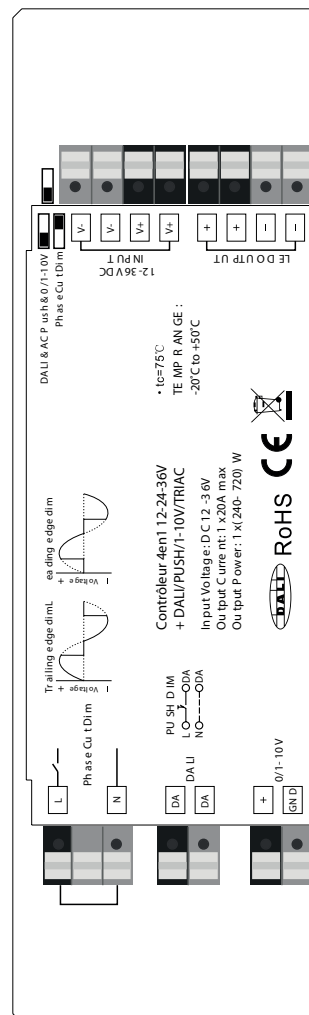 DALI & AC Push & 0/1-10V
Phase Cut Dim
V-
V-
V+
V+
12-36VDC
INPUT
+
+
−
−
LED OUTPUT
• tc=75℃
TEMP RANGE :
-20°C to +50°C
Trailing edge dimL
+
Voltage
−
eading edge dim
+
Voltage
−
Contrôleur 4en1 12-24-36V
+ DALI/PUSH/1-10V/TRIAC
Input Voltage: DC 12-36V
Output Current: 1x20A max
Output Power: 1x(240-720) W
DALI
RoHS
CE
L
N
Phase Cut Dim
PUSH DIM
L
DA
N
DA
DALI
DA
DA
+
GND
0/1-10V